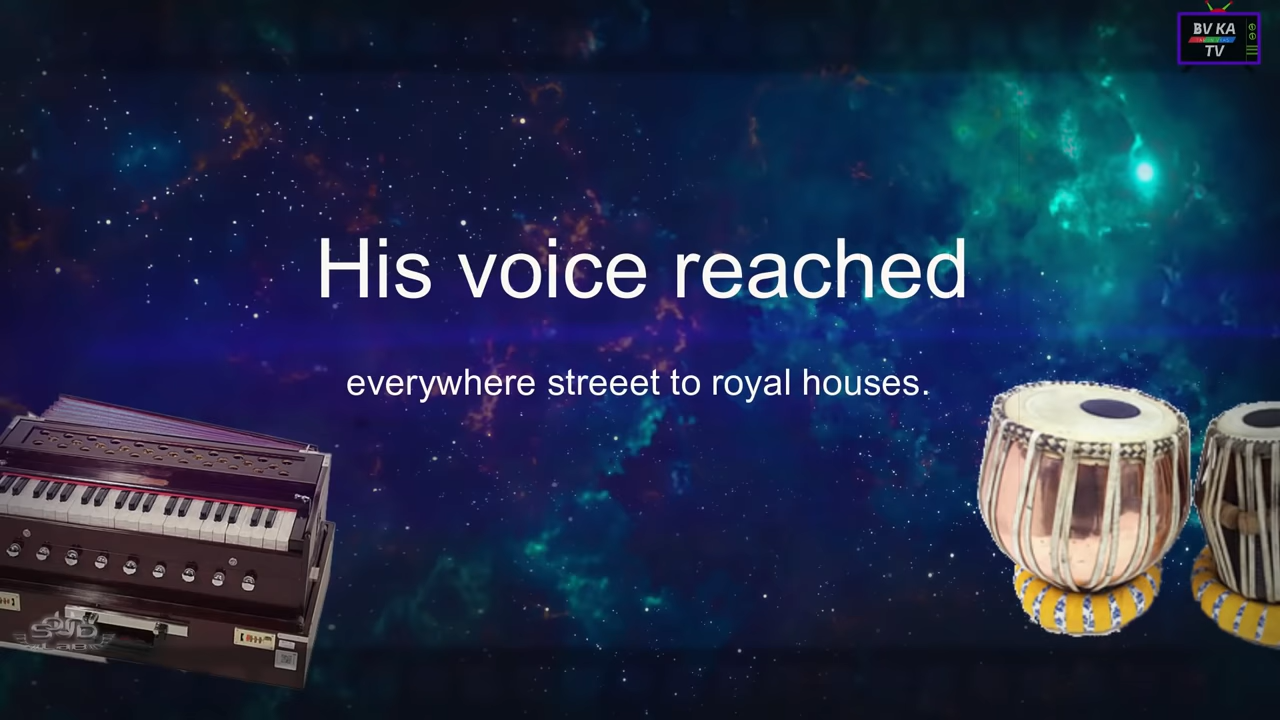 BV KA
TV
His voice reached
everywhere streeet to royal houses.